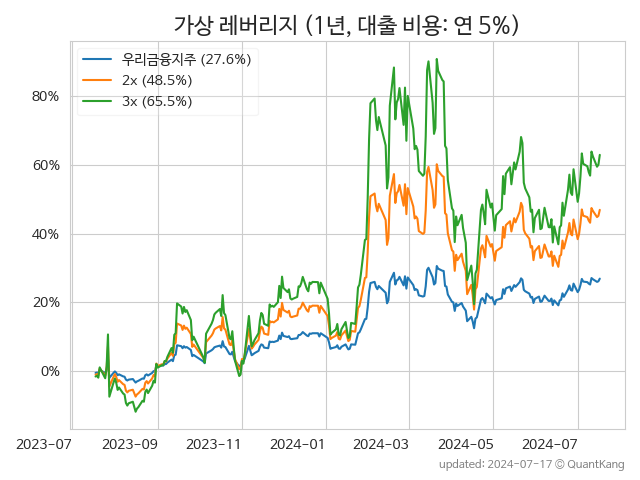 가상 레버리지 (1년, 대출 비용: 연 5%)
우리금융지주 (27.6%)
2x (48.5%)
3x (65.5%)
80%
60%
40%
20%
0%
2023-07 2023-09 2023-11 2024-01 2024-03 2024-05 2024-07
updated: 2024-07-17 © QuantKang